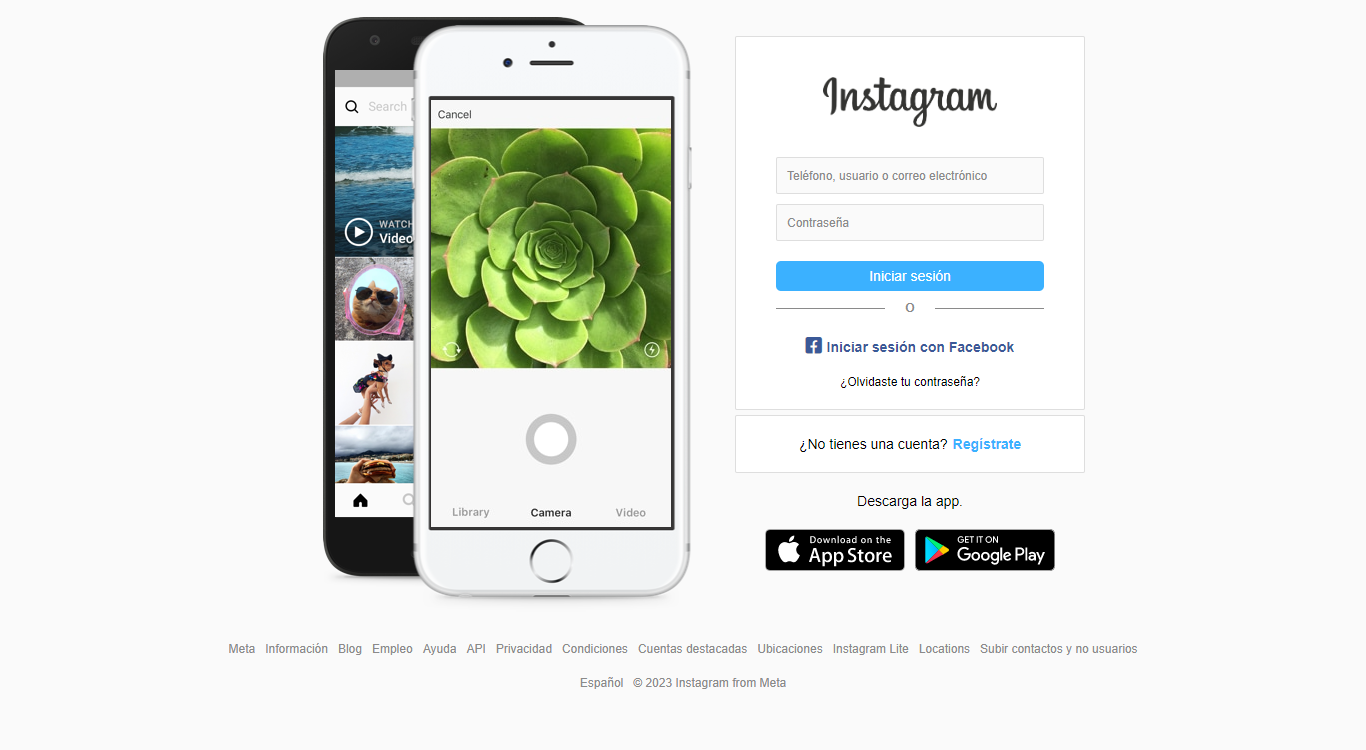 Search
WATCH
Video
Cancel
Library Camera Video
Instagram
Teléfono, usuario o correo electrónico
Contraseña
Iniciar sesión
O
Iniciar sesión con Facebook
¿Olvidaste tu contraseña?
¿No tienes una cuenta? Regístrate
Descarga la app.
Download on the
App Store
GET IT ON
Google Play
Meta Información Blog Empleo Ayuda API Privacidad Condiciones Cuentas destacadas Ubicaciones Instagram Lite Locations Subir contactos y no usuarios
Español © 2023 Instagram from Meta